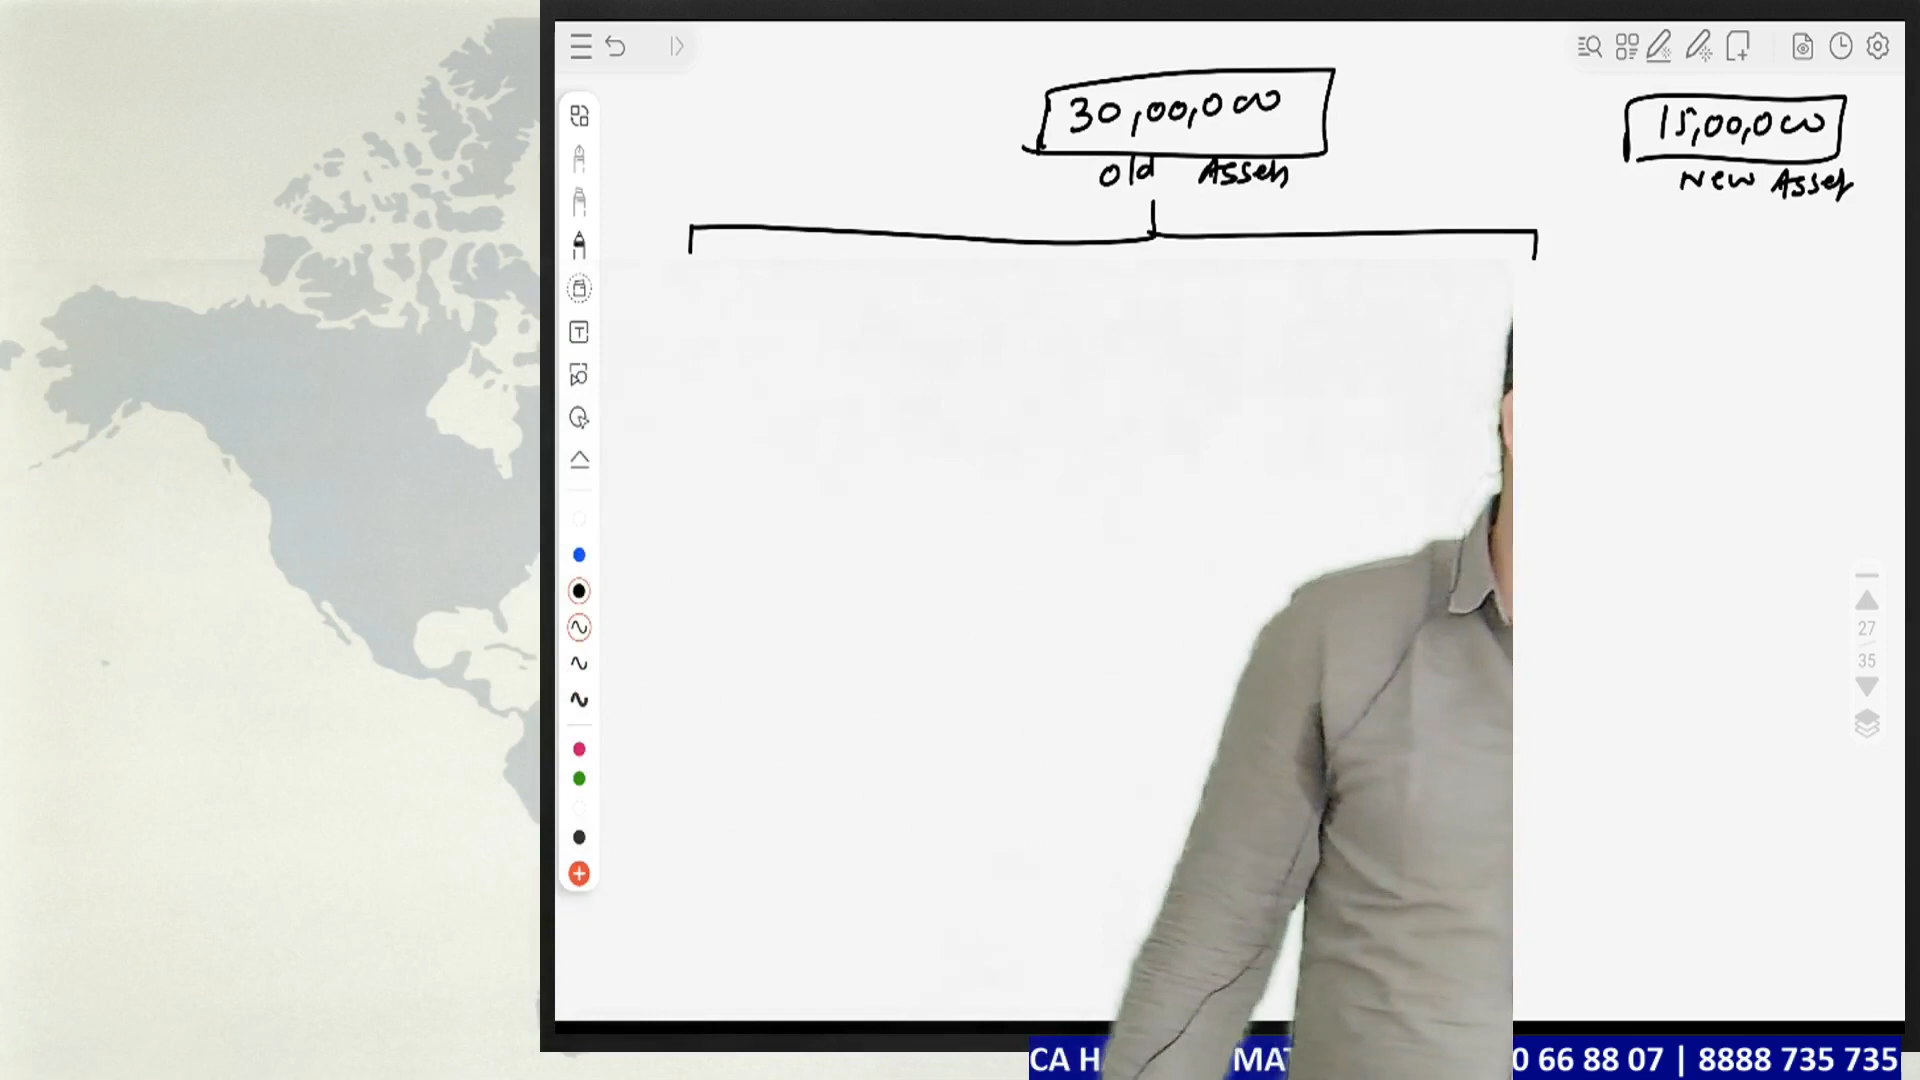 30,00,000
Old Assets
15,00,000
New Asset
27
35
CA H
MAT
0 66 88 07 | 8888 735 735